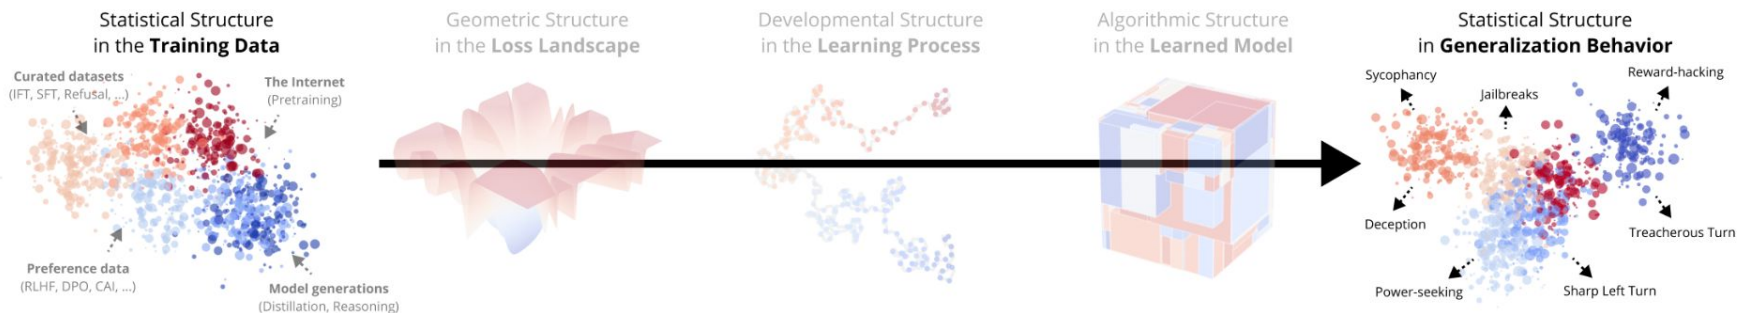 Statistical Structure
in the Training Data
Curated datasets
(IFT, SFT, Refusal, ...)
The Internet
(Pretraining)
Preference data
(RLHF, DPO, CAI, ...)
Model generations
(Distillation, Reasoning)
Geometric Structure
in the Loss Landscape
Developmental Structure
in the Learning Process
Algorithmic Structure
in the Learned Model
Statistical Structure
in Generalization Behavior
Sycophancy
Jailbreaks
Reward-hacking
Deception
Treacherous Turn
Power-seeking
Sharp Left Turn